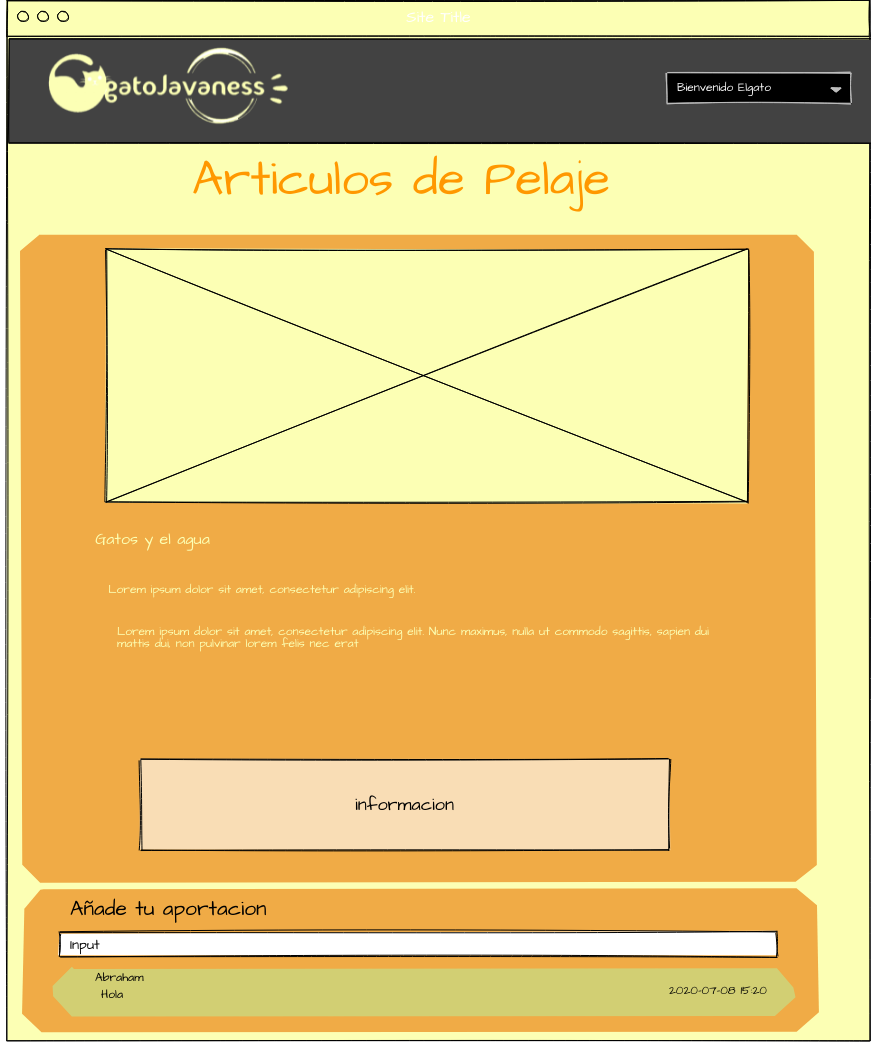 Site Title
gatoJavaness
Bienvenido Elgato
Articulos de Pelaje
Gatos y el agua
Lorem ipsum dolor sit amet, consectetur adipiscing elit.
Lorem ipsum dolor sit amet, consectetur adipiscing elit. Nunc maximus, nulla ut commodo sagittis, sapien dui
mattis dui, non pulvinar lorem felis nec erat
informacion
Añade tu aportacion
Input
Abraham
Hola
2020-07-08 15:20